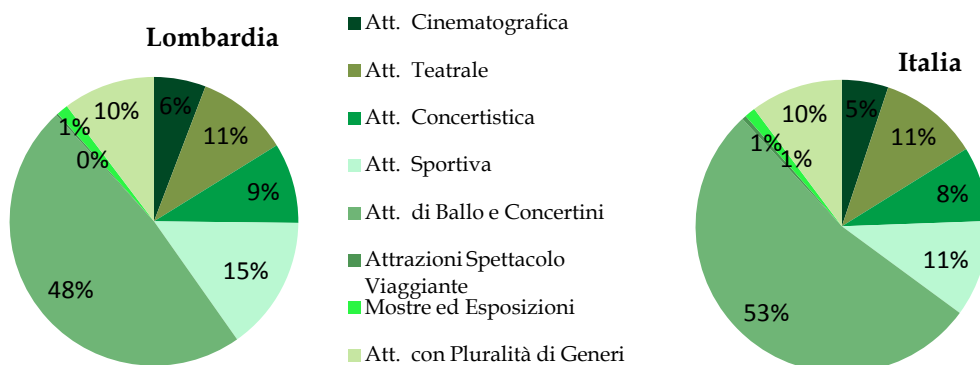 Lombardia
6%
11%
9%
15%
48%
0%
1%
10%
Att. Cinematografica
Att. Teatrale
Att. Concertistica
Att. Sportiva
Att. di Ballo e Concertini
Attrazioni Spettacolo
Viaggiante
Mostre ed Esposizioni
Att. con Pluralità di Generi
Italia
5%
11%
8%
11%
53%
1%
1%
10%